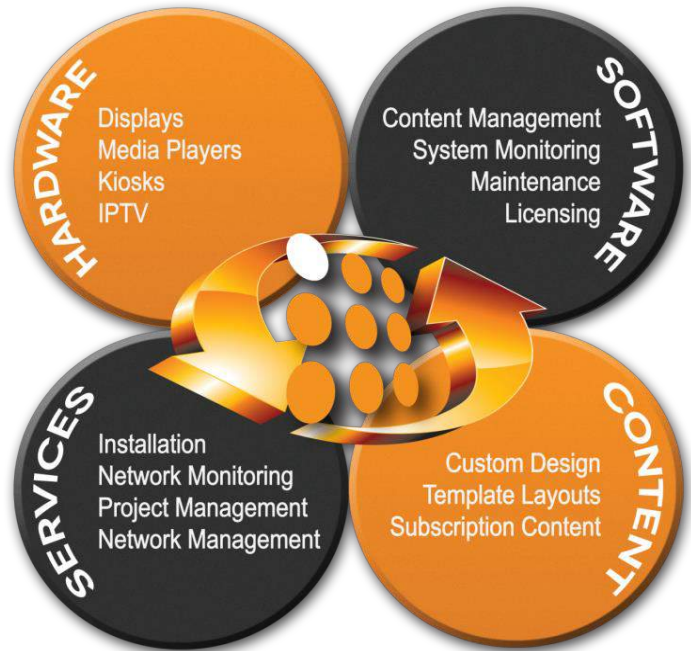 HARDWARE
Displays
Media Players
Kiosks
IPTV
SOFTWARE
Content Management
System Monitoring
Maintenance
Licensing
SERVICES
Installation
Network Monitoring
Project Management
Network Management
CONTENT
Custom Design
Template Layouts
Subscription Content